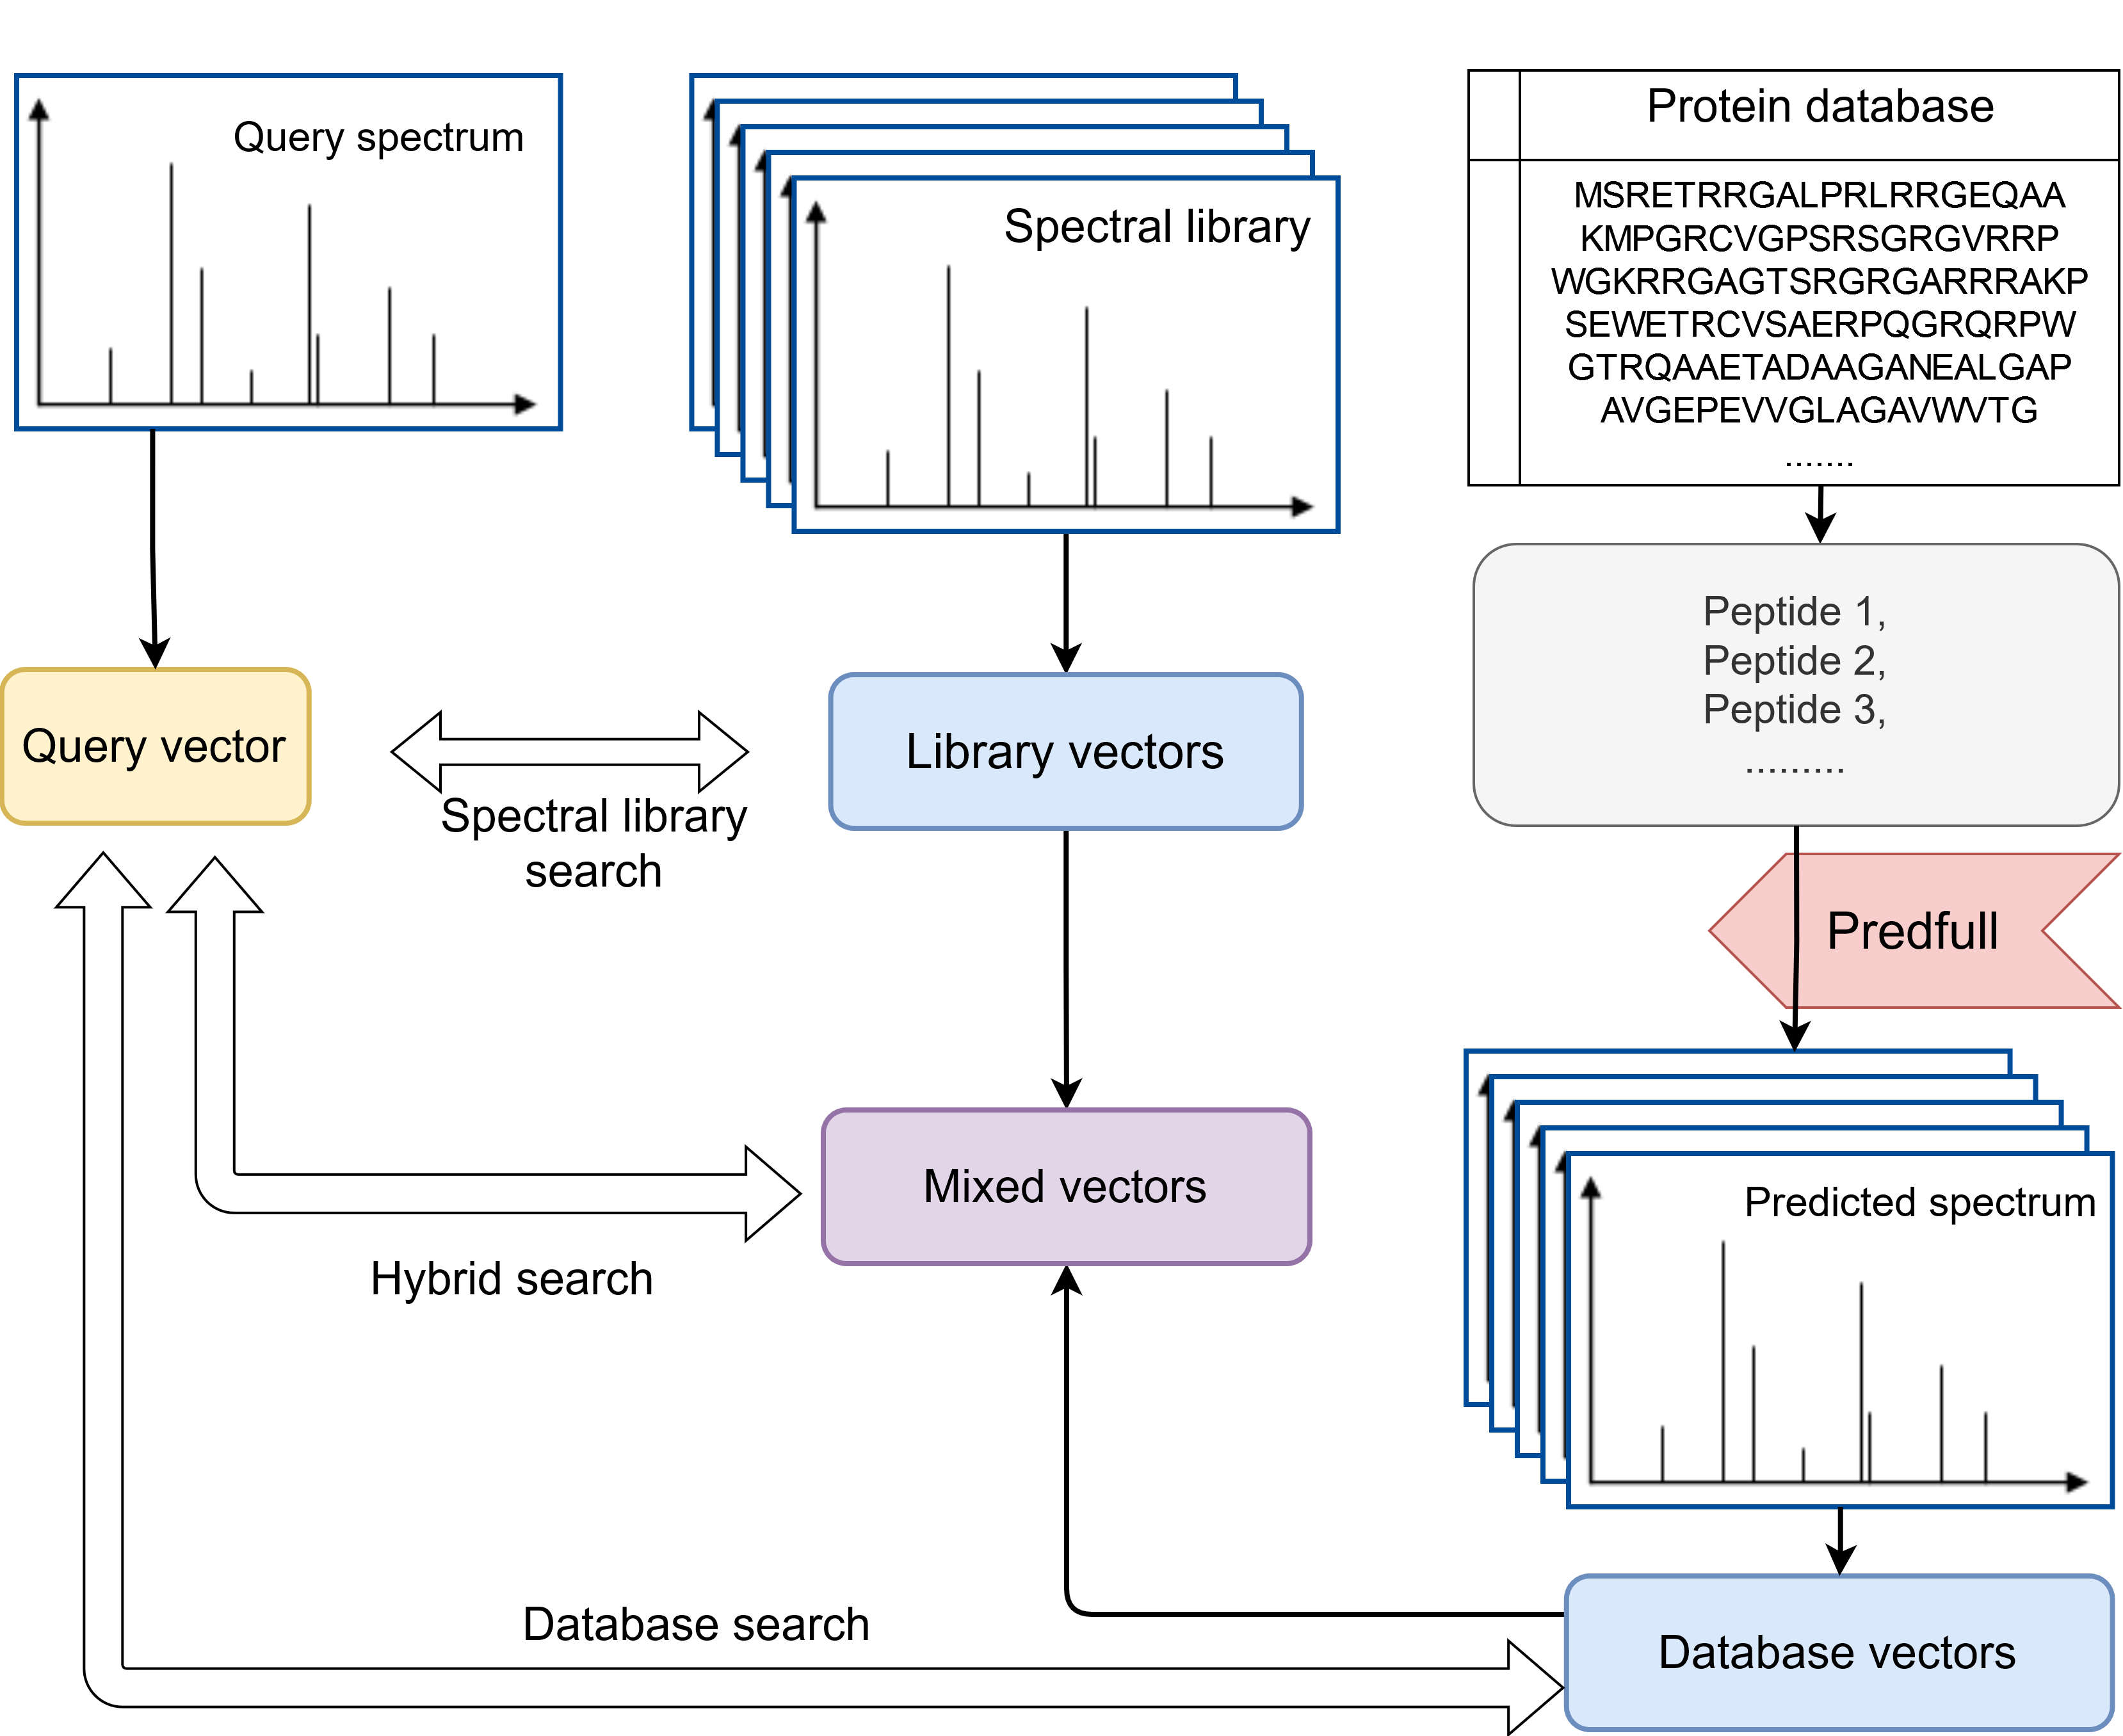 Query spectrum
Spectral library
Protein database
MSRETRRGALPRLRRGEQAA
KMPGRCVGPSRSGRGVRRP
WGKRRGAGTSRGRGARRRAKP
SEWETRCVSAERPQGRQRPW
GTRQAAETADAAGANEALGAP
AVGEPEVVGLAGAVWVTG
.......
Peptide 1,
Peptide 2,
Peptide 3,
.........
Query vector
Spectral library
search
Library vectors
Predfull
Mixed vectors
Hybrid search
Predicted spectrum
Database search
Database vectors